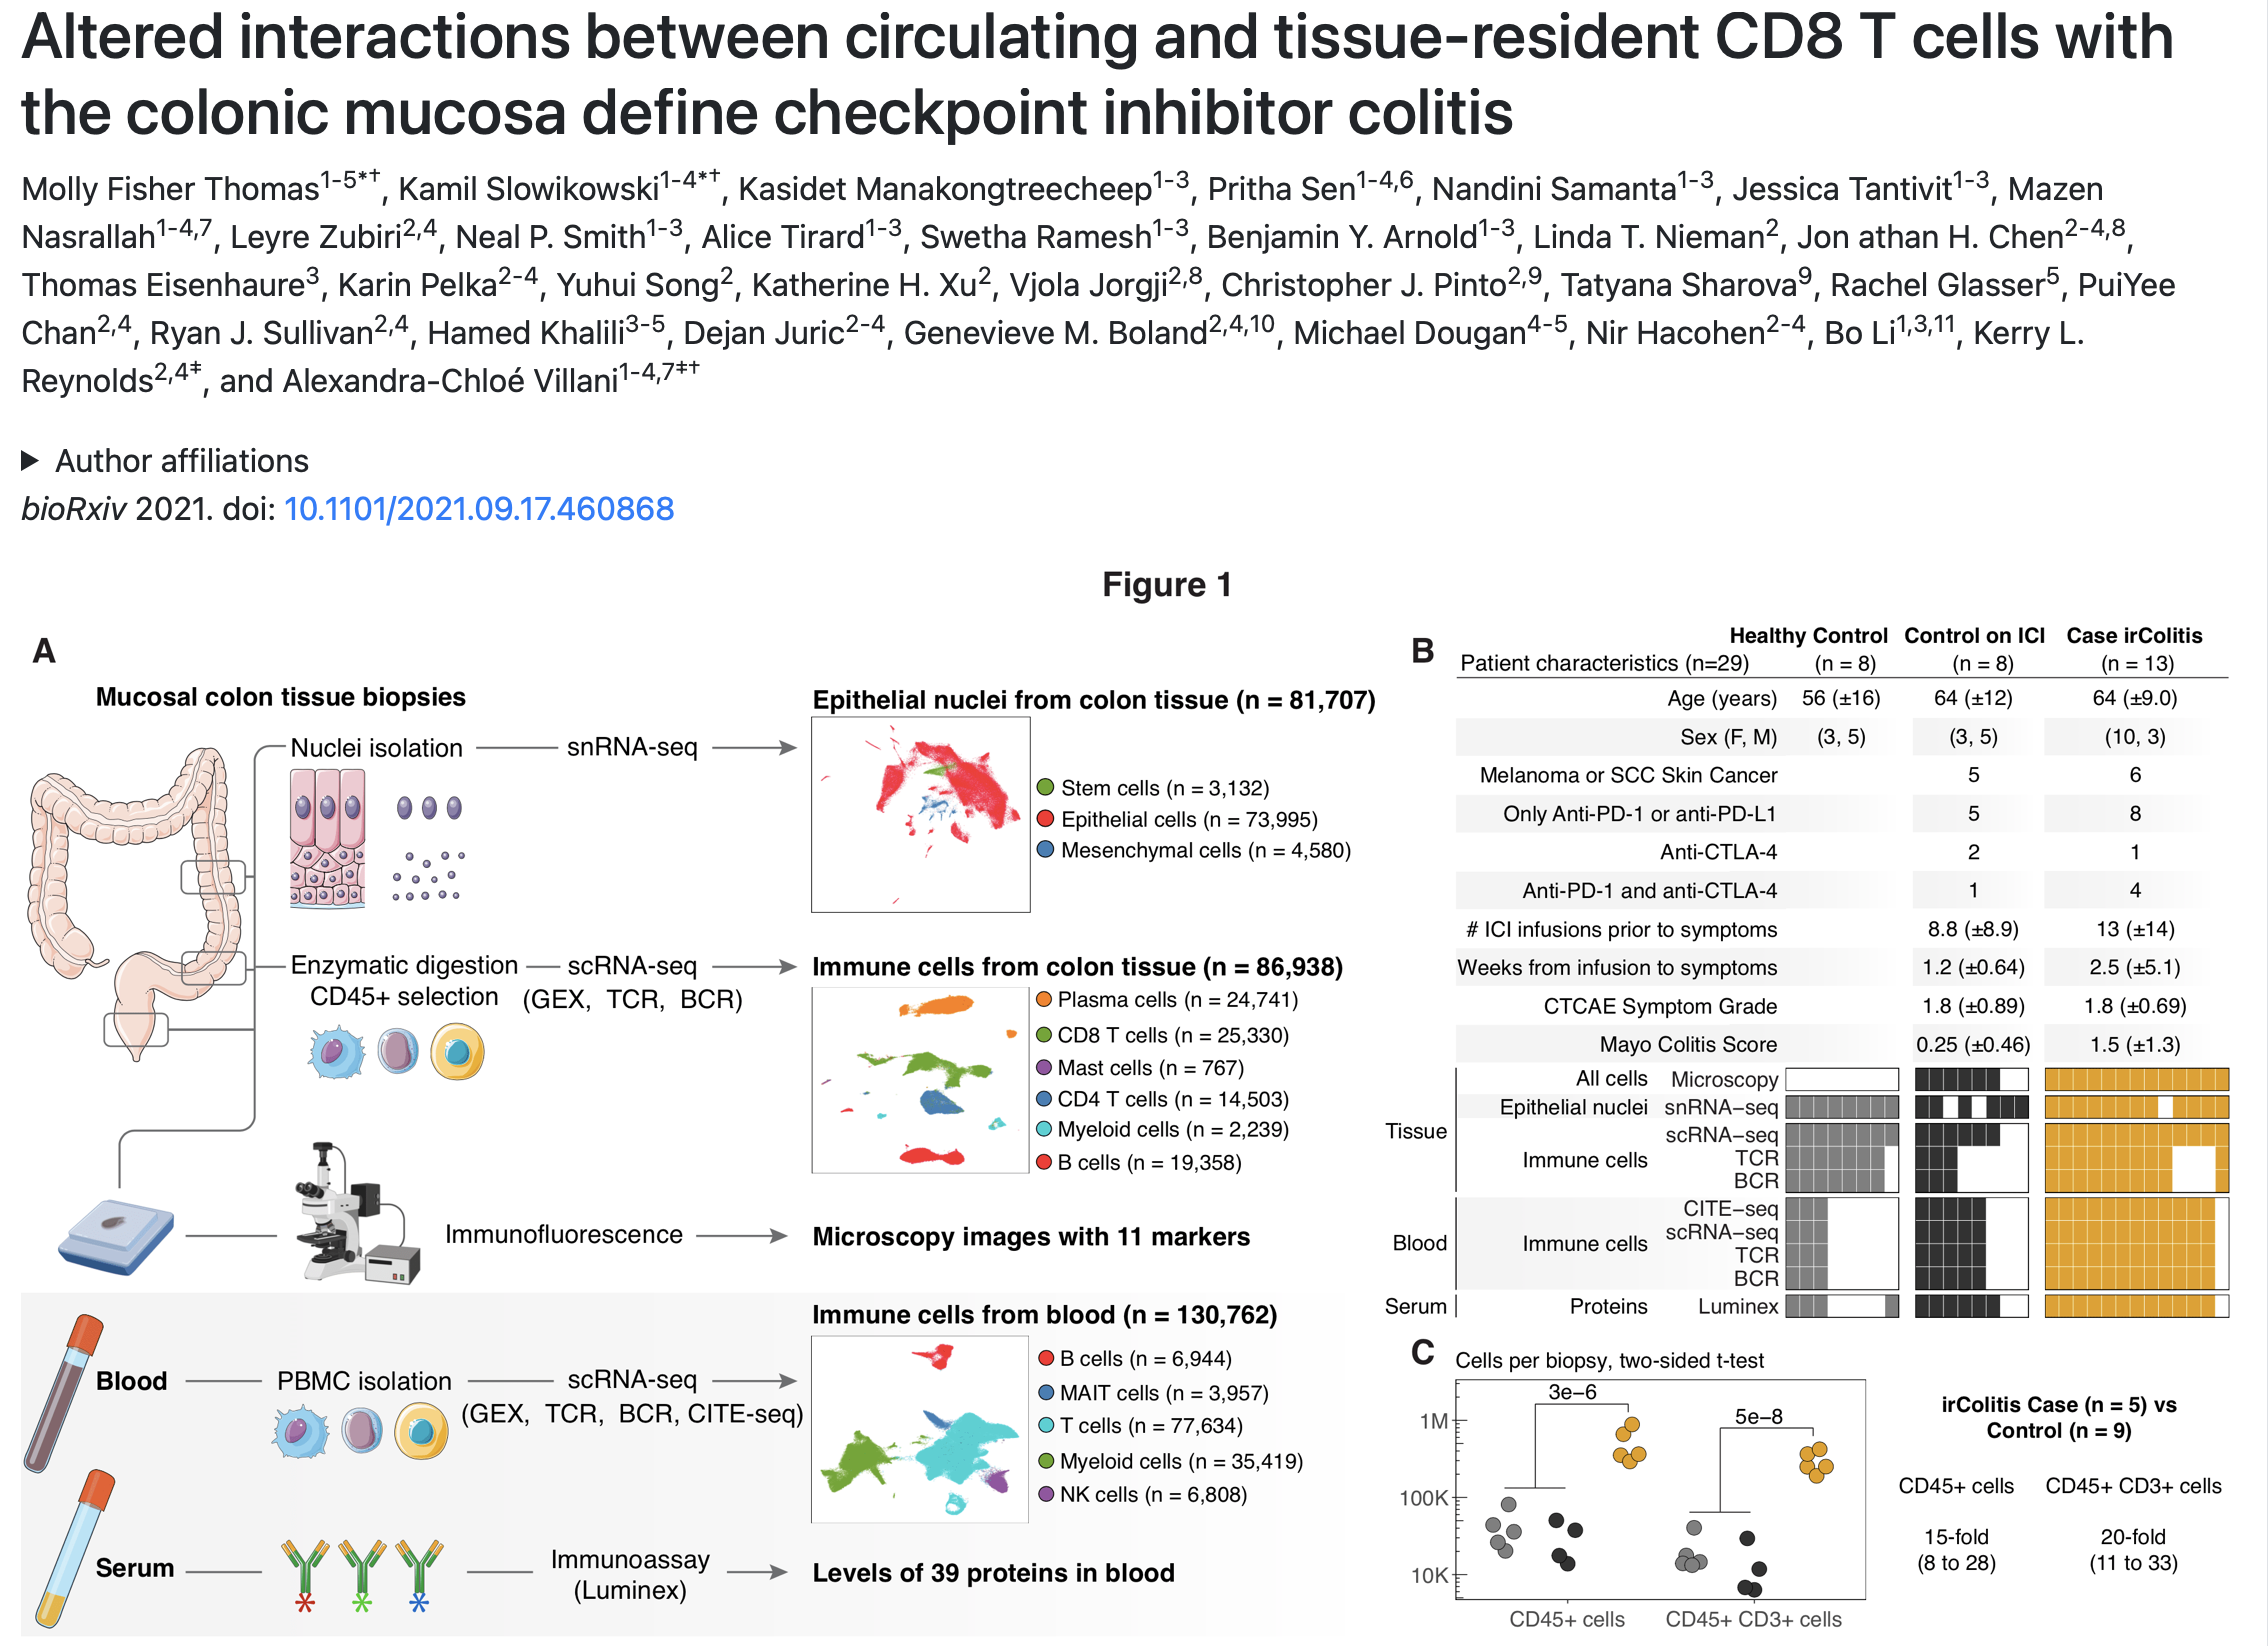 Altered interactions between circulating and tissue-resident CD8 T cells with
the colonic mucosa define checkpoint inhibitor colitis
Molly Fisher Thomas1-5*†, Kamil Slowikowski1-4*†, Kasidet Manakongtreecheep1-3, Pritha Sen1-4,6, Nandini Samanta1-3, Jessica Tantivit1-3, Mazen
Nasrallah1-4,7, Leyre Zubiri2,4, Neal P. Smith1-3, Alice Tirard1-3, Swetha Ramesh1-3, Benjamin Y. Arnold1-3, Linda T. Nieman2, Jon athan H. Chen2-4,8,
Thomas Eisenhaure3, Karin Pelka2-4, Yuhui Song2, Katherine H. Xu2, Vjola Jorgji2,8, Christopher J. Pinto2,9, Tatyana Sharova9, Rachel Glasser5, PuiYee
Chan2,4, Ryan J. Sullivan2,4, Hamed Khalili3-5, Dejan Juric2-4, Genevieve M. Boland2,4,10, Michael Dougan4-5, Nir Hacohen2-4, Bo Li1,3,11, Kerry L.
Reynolds2,4‡, and Alexandra-Chloé Villani1-4,7‡†
▶ Author affiliations
bioRxiv 2021. doi: 10.1101/2021.09.17.460868
Figure 1
A
Mucosal colon tissue biopsies
Nuclei isolation
snRNA-seq
Epithelial nuclei from colon tissue (n = 81,707)
Stem cells (n = 3,132)
Epithelial cells (n = 73,995)
Mesenchymal cells (n = 4,580)
Enzymatic digestion
CD45+ selection
scRNA-seq
(GEX, TCR, BCR)
Immune cells from colon tissue (n = 86,938)
Plasma cells (n = 24,741)
CD8 T cells (n = 25,330)
Mast cells (n = 767)
CD4 T cells (n = 14,503)
Myeloid cells (n = 2,239)
B cells (n = 19,358)
Immunofluorescence
Microscopy images with 11 markers
Blood
PBMC isolation
scRNA-seq
(GEX, TCR, BCR, CITE-seq)
Immune cells from blood (n = 130,762)
B cells (n = 6,944)
MAIT cells (n = 3,957)
T cells (n = 77,634)
Myeloid cells (n = 35,419)
NK cells (n = 6,808)
Serum
Immunoassay
(Luminex)
Levels of 39 proteins in blood
B
Healthy Control Control on ICI Case irColitis
Patient characteristics (n=29) (n = 8) (n = 8) (n = 13)
Age (years) 56 (±16) 64 (±12) 64 (±9.0)
Sex (F, M) (3, 5) (3, 5) (10, 3)
Melanoma or SCC Skin Cancer 5 6
Only Anti-PD-1 or anti-PD-L1 5 8
Anti-CTLA-4 2 1
Anti-PD-1 and anti-CTLA-4 1 4
# ICI infusions prior to symptoms 8.8 (±8.9) 13 (±14)
Weeks from infusion to symptoms 1.2 (±0.64) 2.5 (±5.1)
CTCAE Symptom Grade 1.8 (±0.89) 1.8 (±0.69)
Mayo Colitis Score 0.25 (±0.46) 1.5 (±1.3)
All cells Microscopy
Epithelial nuclei snRNA−seq
Tissue
scRNA−seq
Immune cells
TCR
BCR
CITE−seq
scRNA−seq
Blood
Immune cells
TCR
BCR
Serum Proteins Luminex
C
Cells per biopsy, two-sided t-test
3e−6
5e−8
1M
100K
10K
CD45+ cells CD45+ CD3+ cells
irColitis Case (n = 5) vs
Control (n = 9)
CD45+ cells CD45+ CD3+ cells
15-fold 20-fold
(8 to 28) (11 to 33)